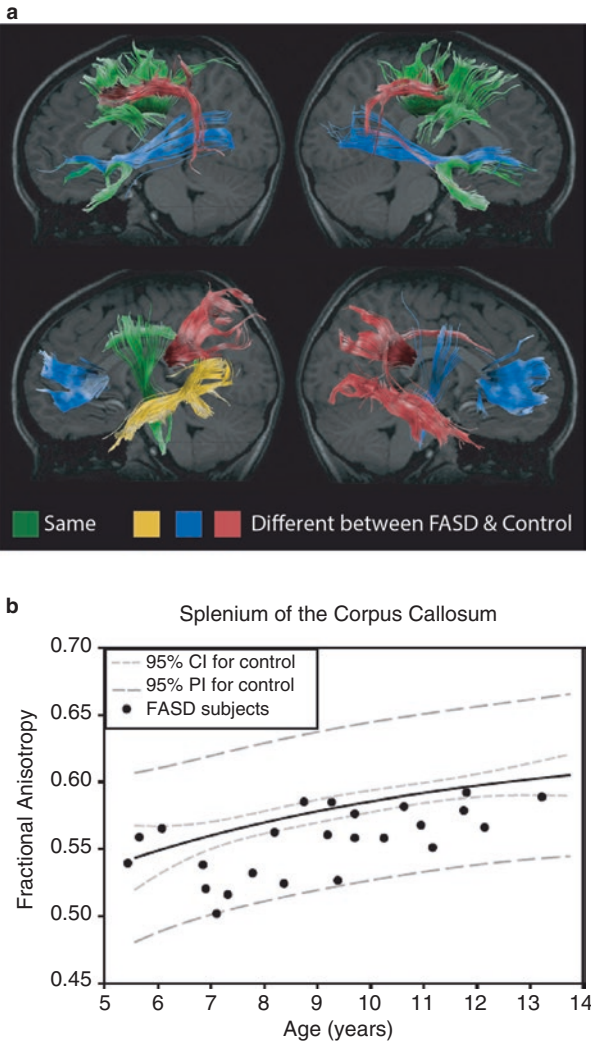 a
Same
Different between FASD & Control
b
Splenium of the Corpus Callosum
Fractional Anisotropy
0.70
0.65
0.60
0.55
0.50
0.45
95% CI for control
95% PI for control
FASD subjects
5 6 7 8 9 10 11 12 13 14
Age (years)